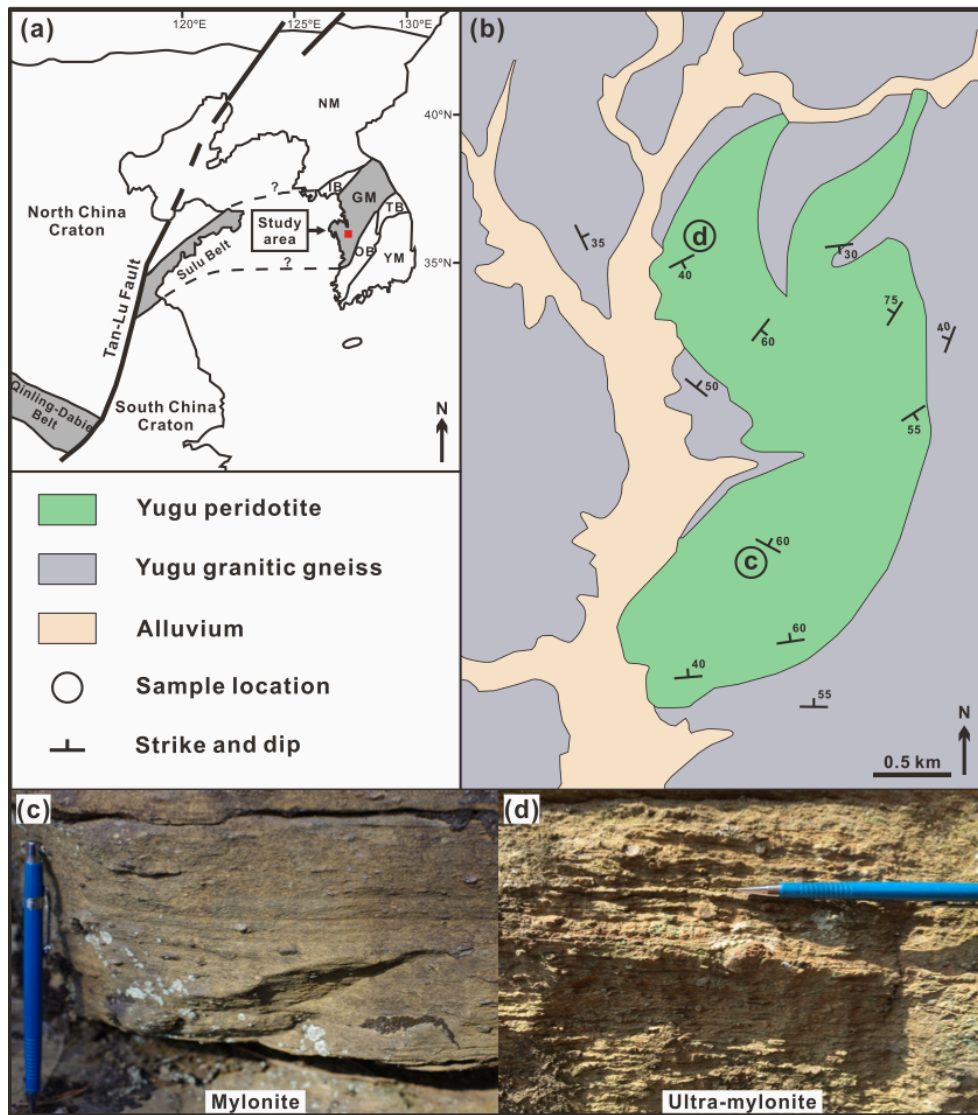 (a)
120°E
125°E
130°E
40°N
35°N
NM
North China
Craton
?
IB
GM
TB
Study
area
OB
YM
Sulu Belt
?
Tan-Lu Fault
Qinling-Dabie
Belt
South China
Craton
N
Yugu peridotite
Yugu granitic gneiss
Alluvium
Sample location
Strike and dip
(b)
35
d
40
30
75
40
60
50
55
60
c
60
40
55
N
0.5 km
(c)
Mylonite
(d)
Ultra-mylonite